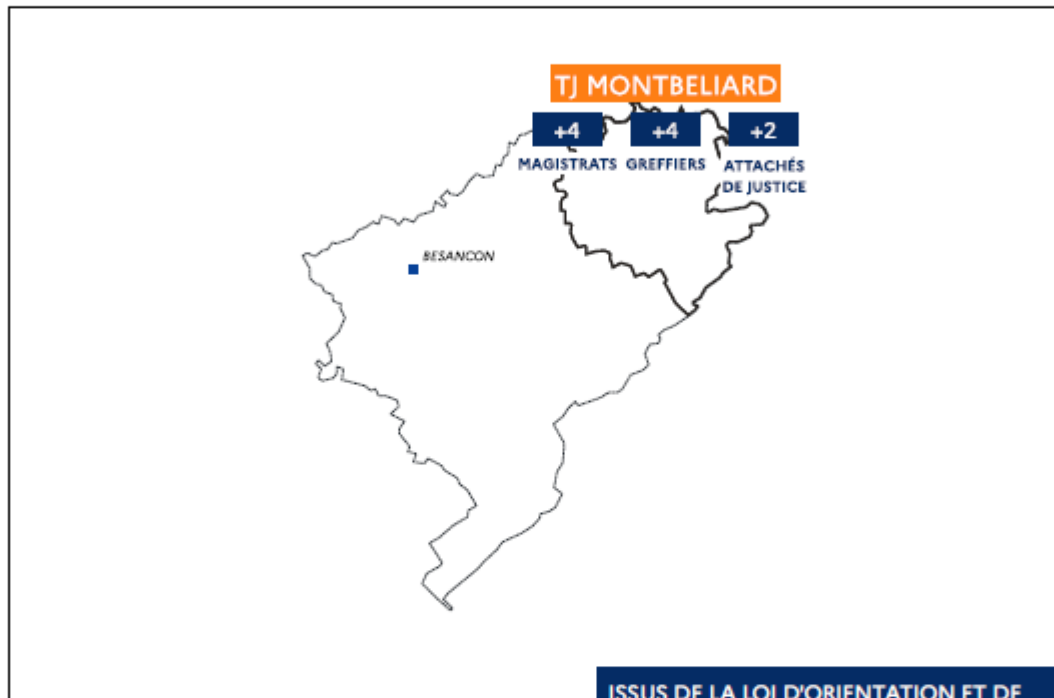 TJ MONTBELIARD
+4
+4
+2
MAGISTRATS
GREFFIERS
ATTACHÉS
DE JUSTICE
BESANCON
ISSUS DE LA LOI D'ORIENTATION ET DE